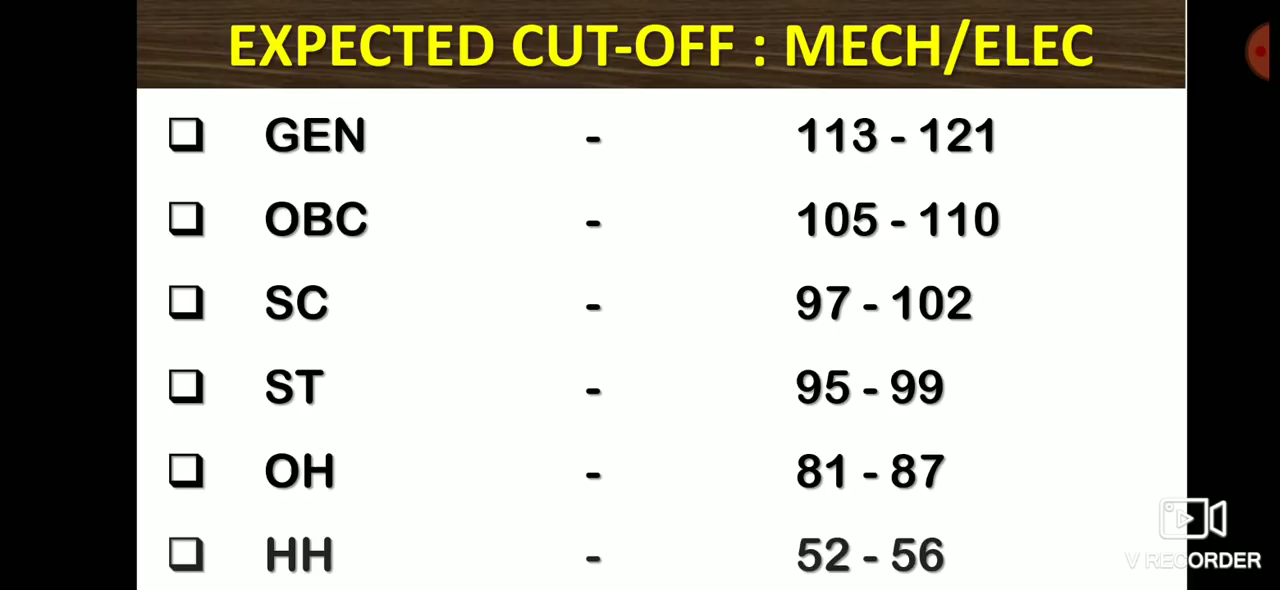 EXPECTED CUT-OFF : MECH/ELEC
GEN - 113 - 121
OBC - 105 - 110
SC - 97 - 102
ST - 95 - 99
OH - 81 - 87
HH - 52 - 56
V RECORDER